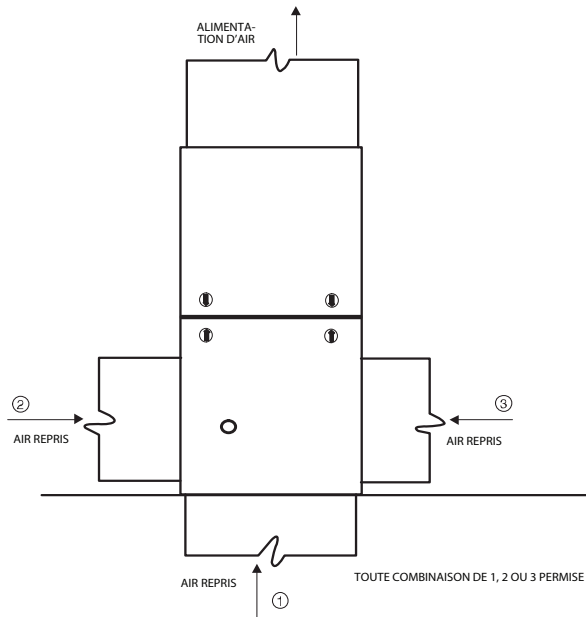 ALIMENTA-
TION D'AIR
②
AIR REPRIS
③
AIR REPRIS
AIR REPRIS
①
TOUTE COMBINAISON DE 1, 2 OU 3 PERMISE